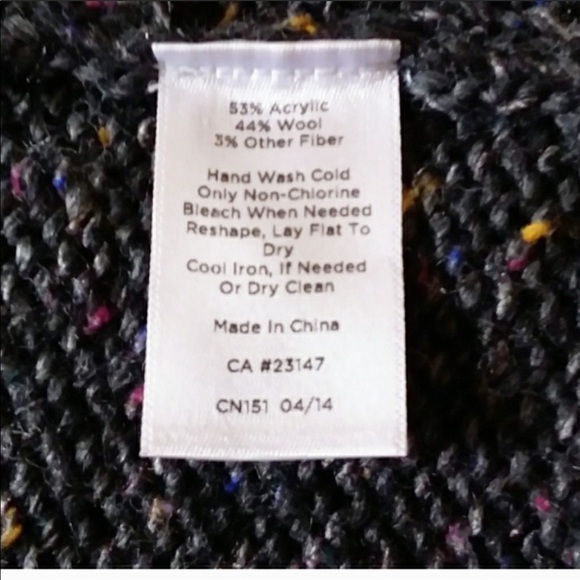 53% Acrylic
44% Wool
3% Other Fiber
Hand Wash Cold
Only Non-Chlorine
Bleach When Needed
Reshape, Lay Flat To
Dry
Cool Iron, If Needed
Or Dry Clean
Made In China
CA #23147
CN151 04/14